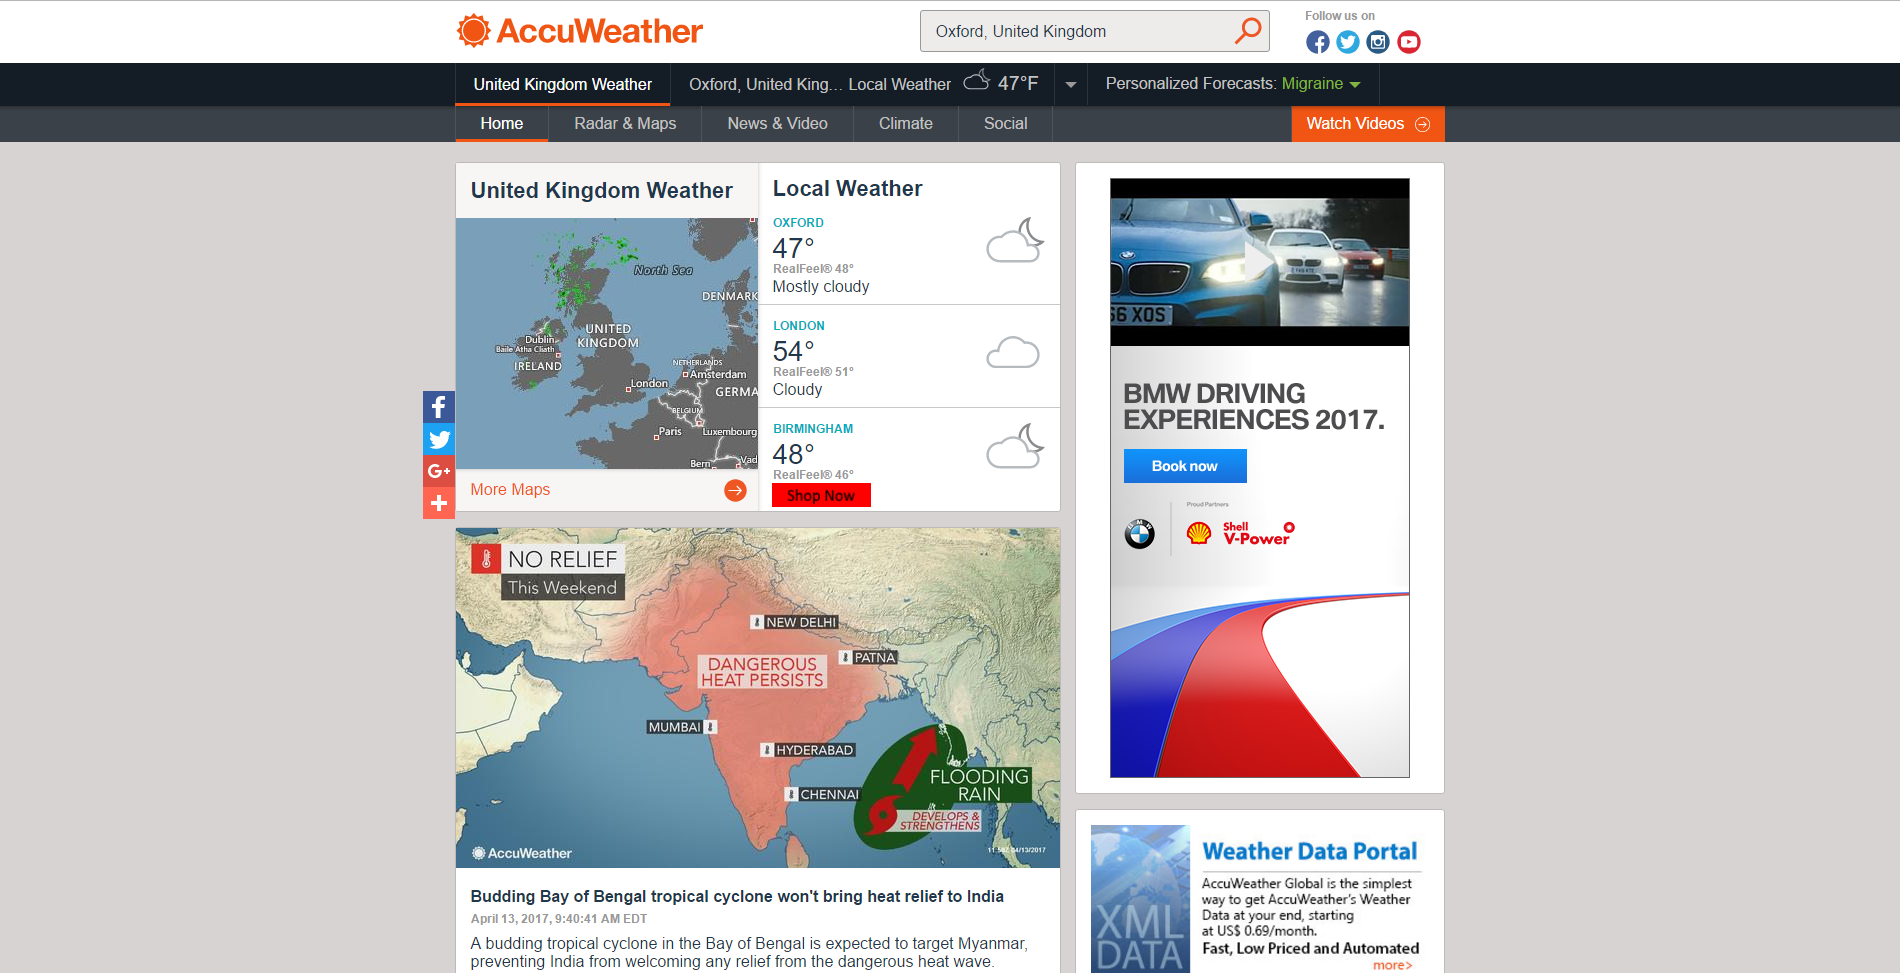 AccuWeather
Oxford, United Kingdom
Follow us on
United Kingdom Weather
Oxford, United King... Local Weather 47°F
Personalized Forecasts: Migraine
Home
Radar & Maps
News & Video
Climate
Social
Watch Videos
United Kingdom Weather
North Sea
DENMARK
UNITED
KINGDOM
Dublin
Baile Atha Cliath
IRELAND
NETHERLANDS
Amsterdam
London
GERMA
BELGIUM
Paris
Luxembourg
Bern
Vad
More Maps
Local Weather
OXFORD
47°
RealFeel® 48°
Mostly cloudy
LONDON
54°
RealFeel® 51°
Cloudy
BIRMINGHAM
48°
RealFeel® 46°
Shop Now
G+
NO RELIEF
This Weekend
NEW DELHI
PATNA
DANGEROUS
HEAT PERSISTS
MUMBAI
HYDERABAD
CHENNAI
FLOODING
RAIN
DEVELOPS &
STRENGTHENS
AccuWeather
Budding Bay of Bengal tropical cyclone won't bring heat relief to India
April 13, 2017, 9:40:41 AM EDT
A budding tropical cyclone in the Bay of Bengal is expected to target Myanmar,
preventing India from welcoming any relief from the dangerous heat wave.
66 XOS
BMW DRIVING
EXPERIENCES 2017.
Book now
Proud Partners
BMW
Shell
V-Power
XML
DATA
Weather Data Portal
AccuWeather Global is the simplest
way to get AccuWeather's Weather
Data at your end, starting
at US$ 0.69/month.
Fast, Low Priced and Automated
more>